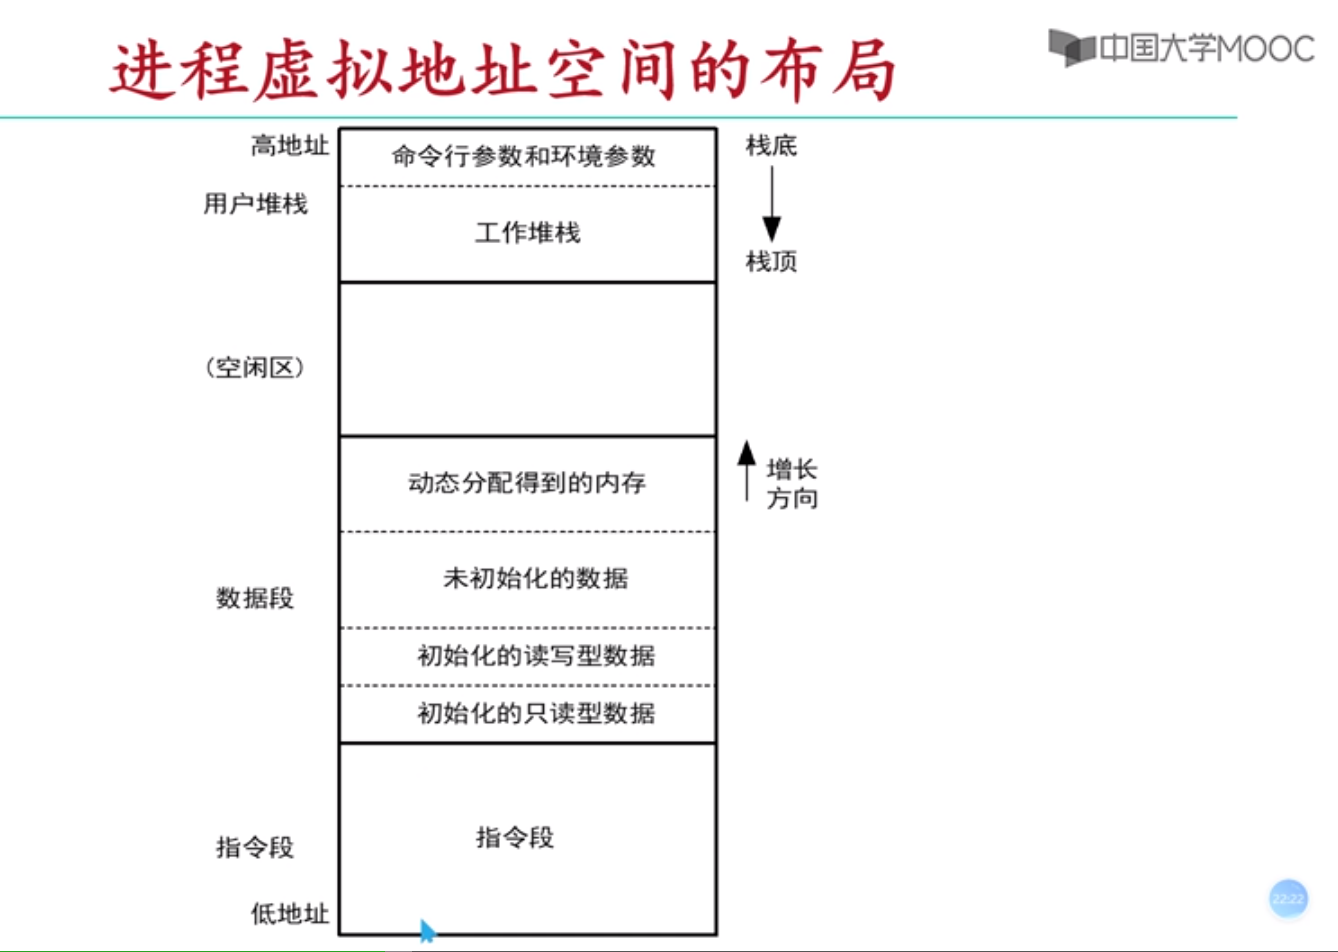 进程虚拟地址空间的布局
中国大学MOOC
高地址
命令行参数和环境参数
栈底
用户堆栈
工作堆栈
栈顶
(空闲区)
动态分配得到的内存
增长
方向
未初始化的数据
数据段
初始化的读写型数据
初始化的只读型数据
指令段
指令段
低地址
22:22